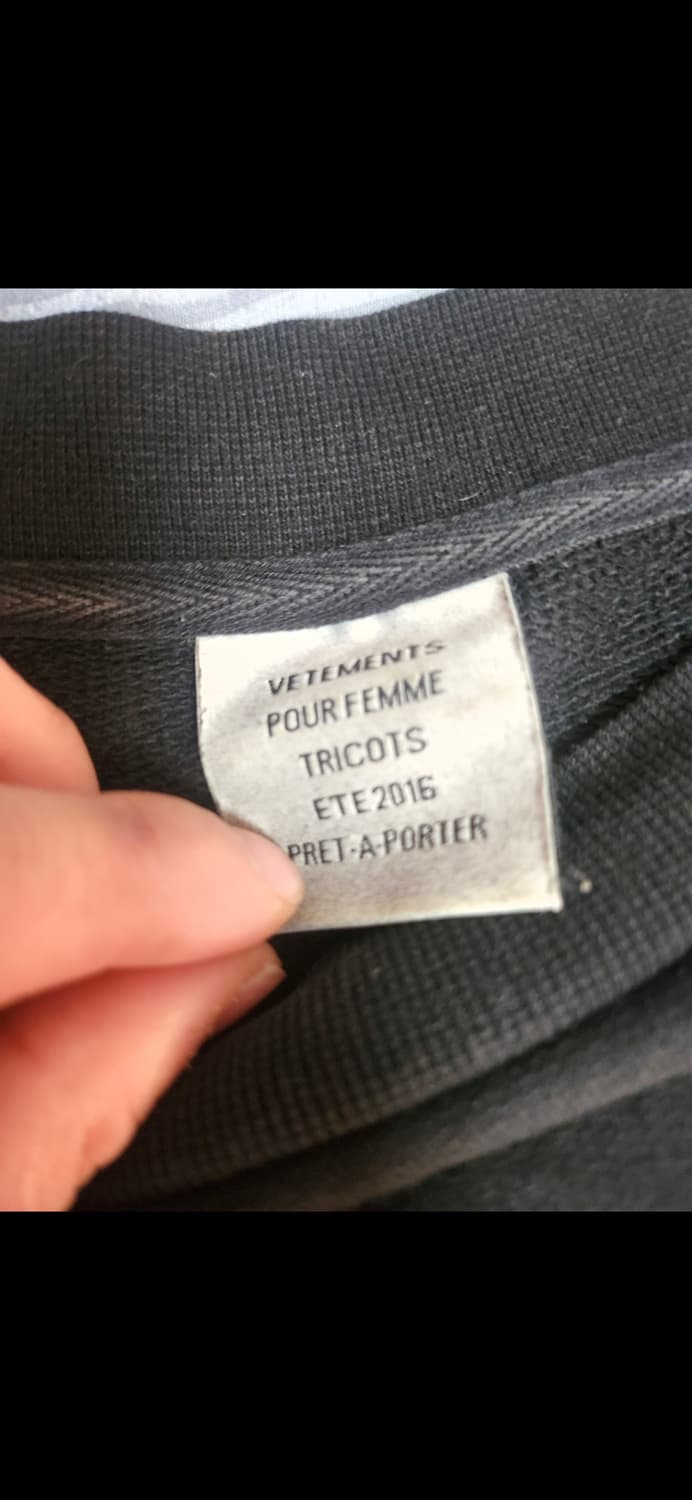 VETEMENTS
POUR FEMME
TRICOTS
ETE 2016
PRET-A-PORTER